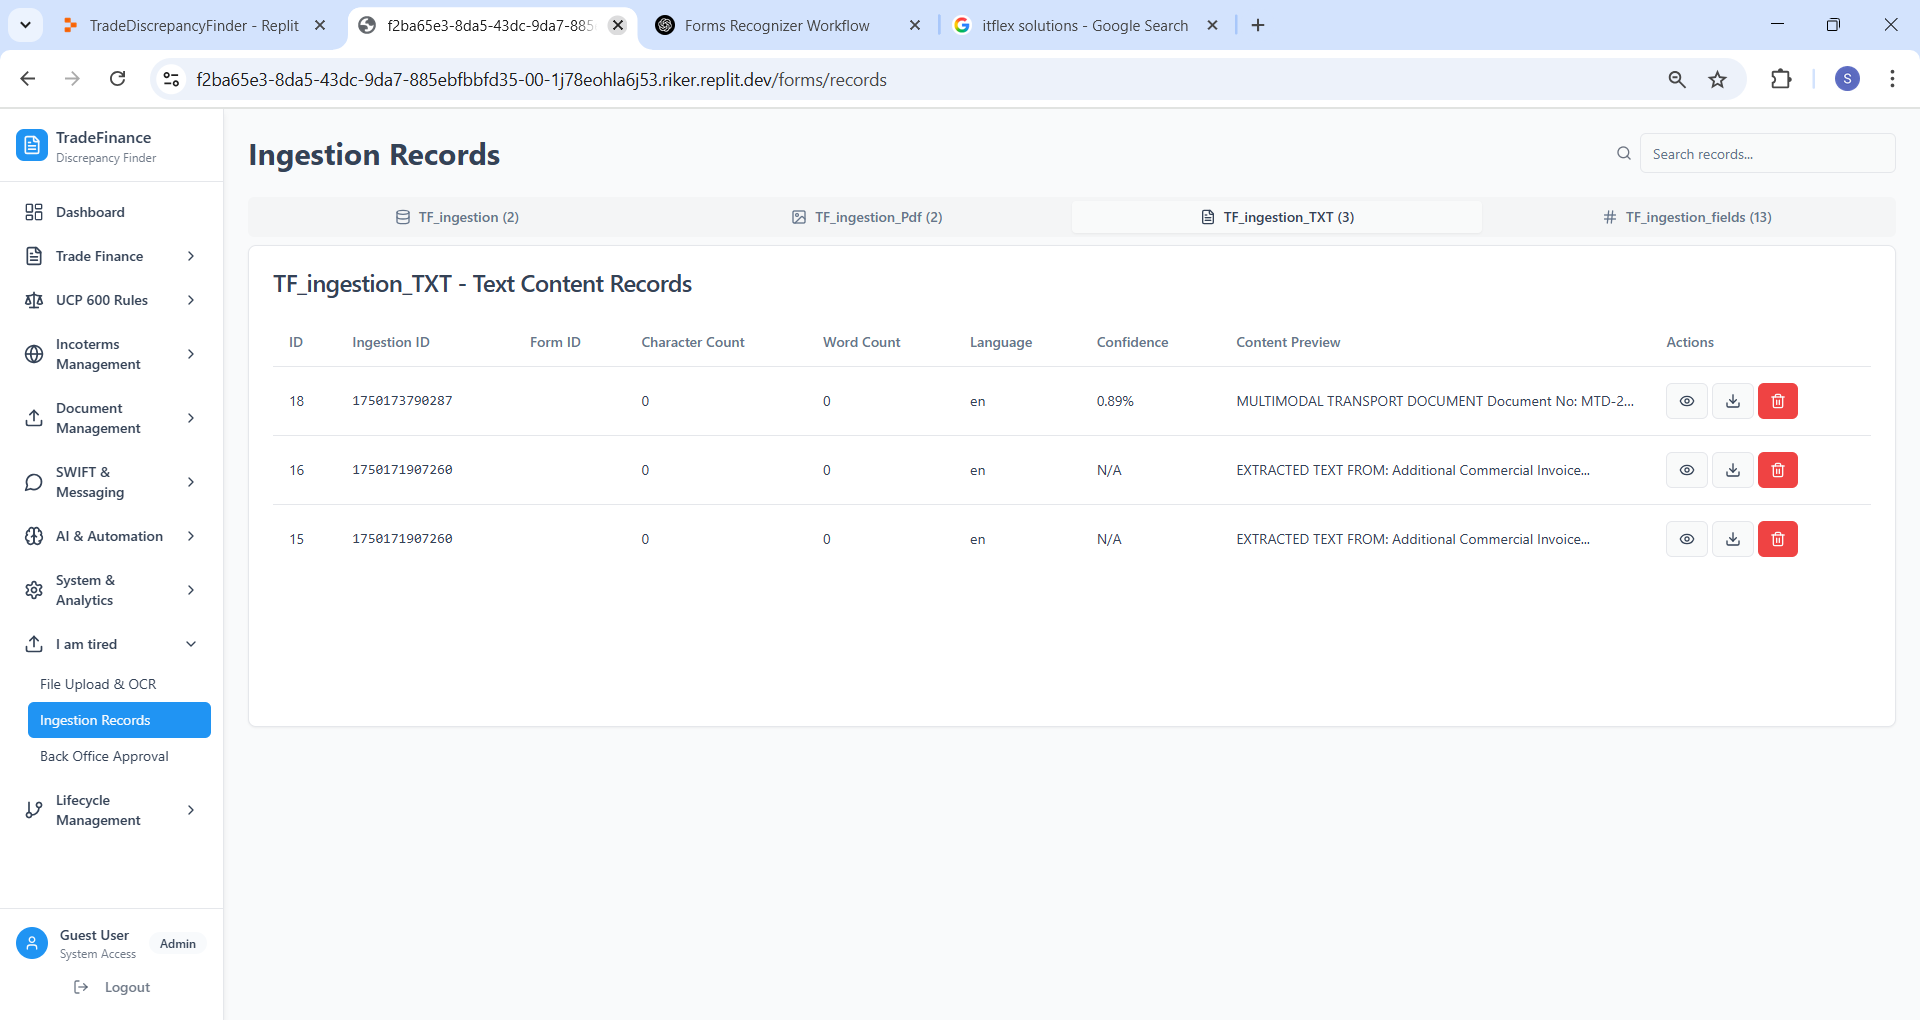 TradeDiscrepancyFinder - Replit
f2ba65e3-8da5-43dc-9da7-885
Forms Recognizer Workflow
itflex solutions - Google Search
f2ba65e3-8da5-43dc-9da7-885ebfbbfd35-00-1j78eohla6j53.riker.replit.dev/forms/records
S
TradeFinance
Discrepancy Finder
Dashboard
Trade Finance
UCP 600 Rules
Incoterms
Management
Document
Management
SWIFT &
Messaging
AI & Automation
System &
Analytics
I am tired
File Upload & OCR
Ingestion Records
Back Office Approval
Lifecycle
Management
Guest User
System Access
Admin
Logout
Ingestion Records
Search records...
TF_ingestion (2)
TF_ingestion_Pdf (2)
TF_ingestion_TXT (3)
TF_ingestion_fields (13)
TF_ingestion_TXT - Text Content Records
ID Ingestion ID Form ID Character Count Word Count Language Confidence Content Preview Actions
18 1750173790287 0 0 en 0.89% MULTIMODAL TRANSPORT DOCUMENT Document No: MTD-2...
16 1750171907260 0 0 en N/A EXTRACTED TEXT FROM: Additional Commercial Invoice...
15 1750171907260 0 0 en N/A EXTRACTED TEXT FROM: Additional Commercial Invoice...